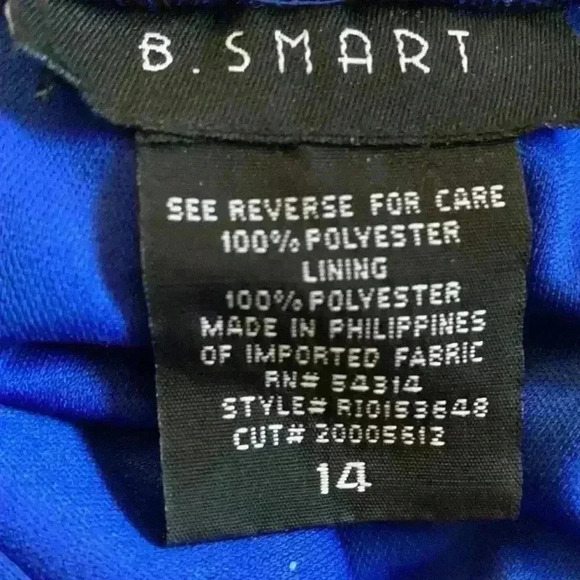 B. SMART
SEE REVERSE FOR CARE
100% POLYESTER
LINING
100% POLYESTER
MADE IN PHILIPPINES
OF IMPORTED FABRIC
RN# 54314
STYLE# RI0153648
CUT# 20005612
14